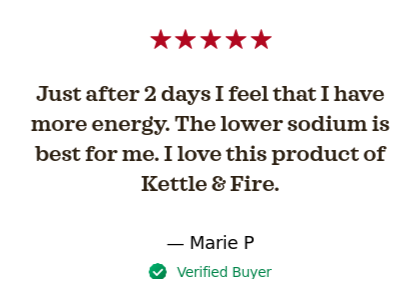 Just after 2 days I feel that I have
more energy. The lower sodium is
best for me. I love this product of
Kettle & Fire.
— Marie P
Verified Buyer